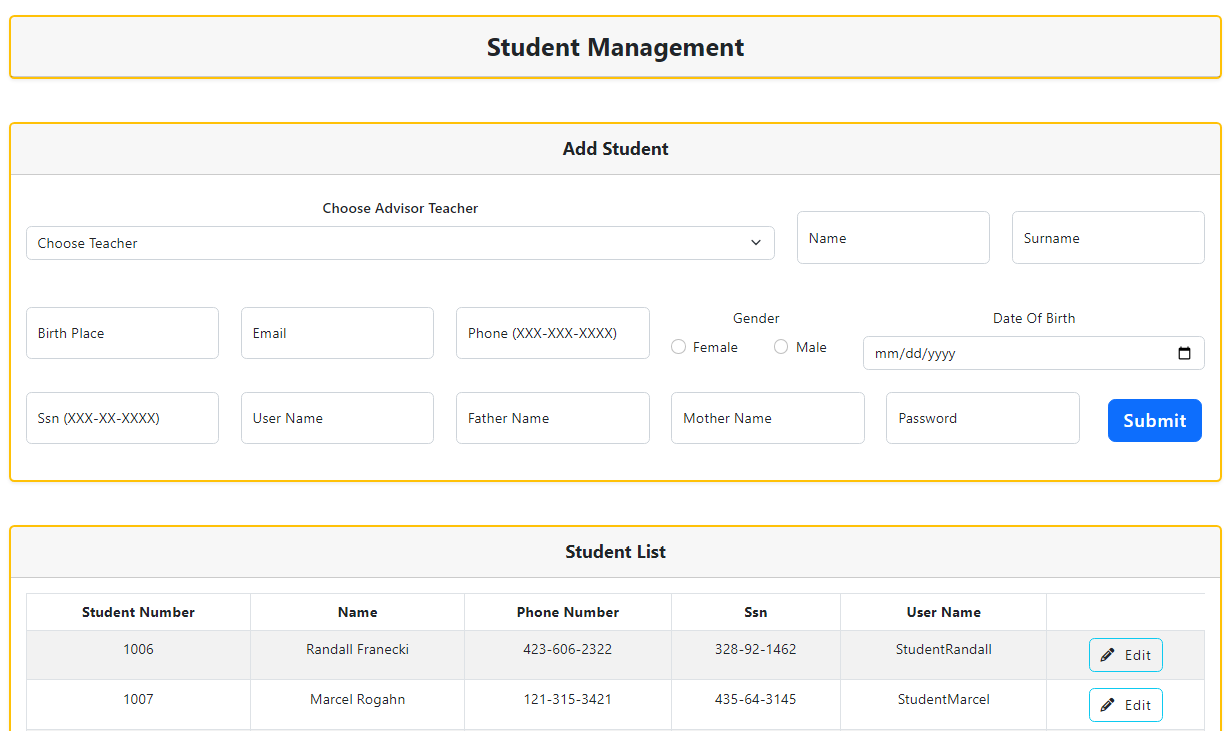 Student Management
Add Student
Choose Advisor Teacher
Choose Teacher
Name
Surname
Birth Place
Email
Phone (XXX-XXX-XXXX)
Gender
Female
Male
Date Of Birth
mm/dd/yyyy
Ssn (XXX-XX-XXXX)
User Name
Father Name
Mother Name
Password
Submit
Student List
Student Number Name Phone Number Ssn User Name
1006 Randall Franecki 423-606-2322 328-92-1462 StudentRandall Edit
1007 Marcel Rogahn 121-315-3421 435-64-3145 StudentMarcel Edit